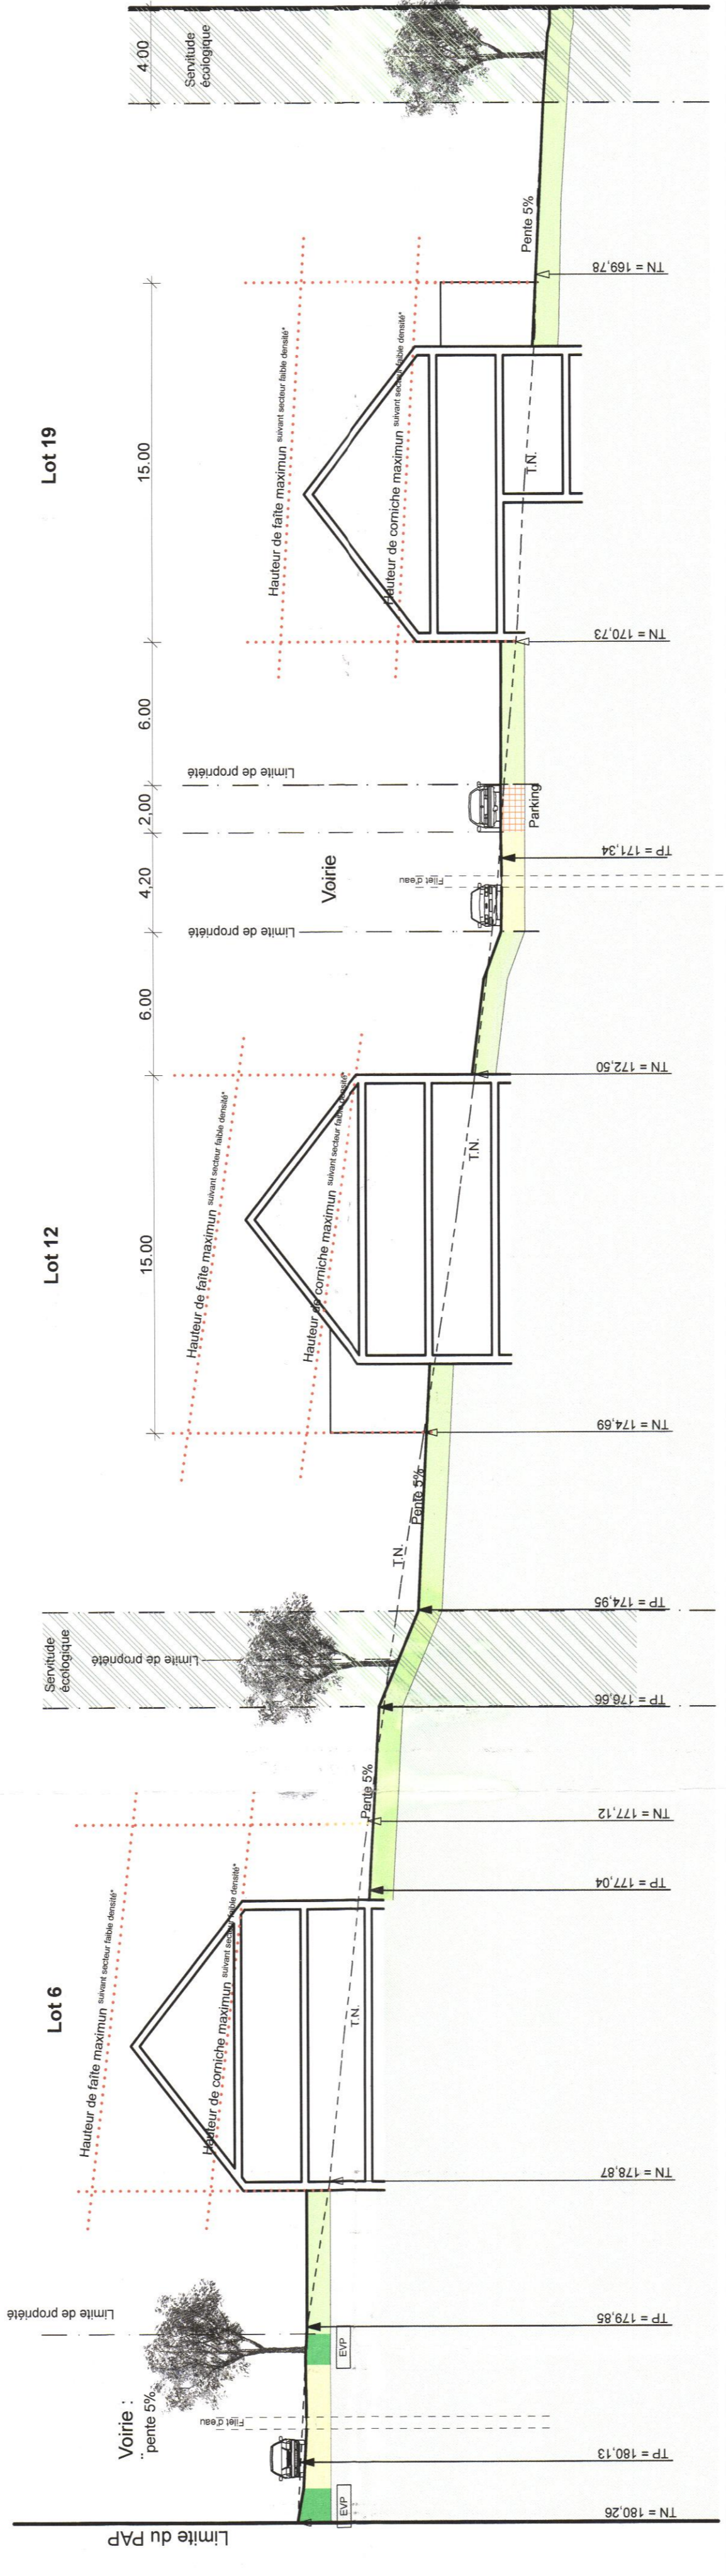 4.00
Servitude
écologique
Pente 5%
TN = 169,78
Lot 19
15.00
Hauteur de faîte maximun suivant secteur faible densité*
Hauteur de corniche maximun suivant secteur faible densité*
T.N.
TN = 170,73
6.00
Limite de propriété
2,00
Parking
TP = 171,34
4,20
Voirie
Filet d'eau
Limite de propriété
6.00
TN = 172,50
Lot 12
15.00
Hauteur de faîte maximun suivant secteur faible densité*
Hauteur de corniche maximun suivant secteur faible densité*
T.N.
TN = 174,69
Pente 5%
T.N.
TP = 174,95
Servitude
écologique
Limite de propriété
TP = 176,66
Pente 5%
TN = 177,12
TP = 177,04
Lot 6
Hauteur de faîte maximun suivant secteur faible densité*
Hauteur de corniche maximun suivant secteur faible densité*
T.N.
TN = 178,87
Limite de propriété
TP = 179,85
EVP
Voirie :
pente 5%
Filet d'eau
TP = 180,13
EVP
TN = 180,26
Limite du PAP